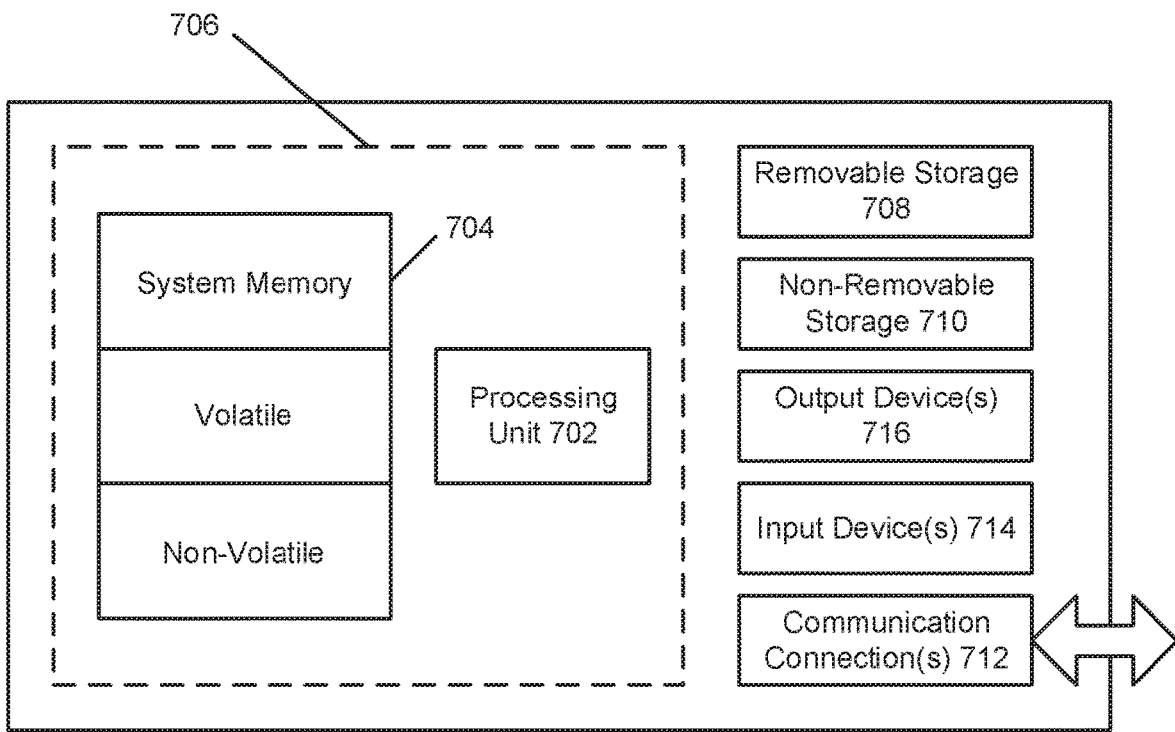 706
704
System Memory
Volatile
Non-Volatile
Processing
Unit 702
Removable Storage
708
Non-Removable
Storage 710
Output Device(s)
716
Input Device(s) 714
Communication
Connection(s) 712